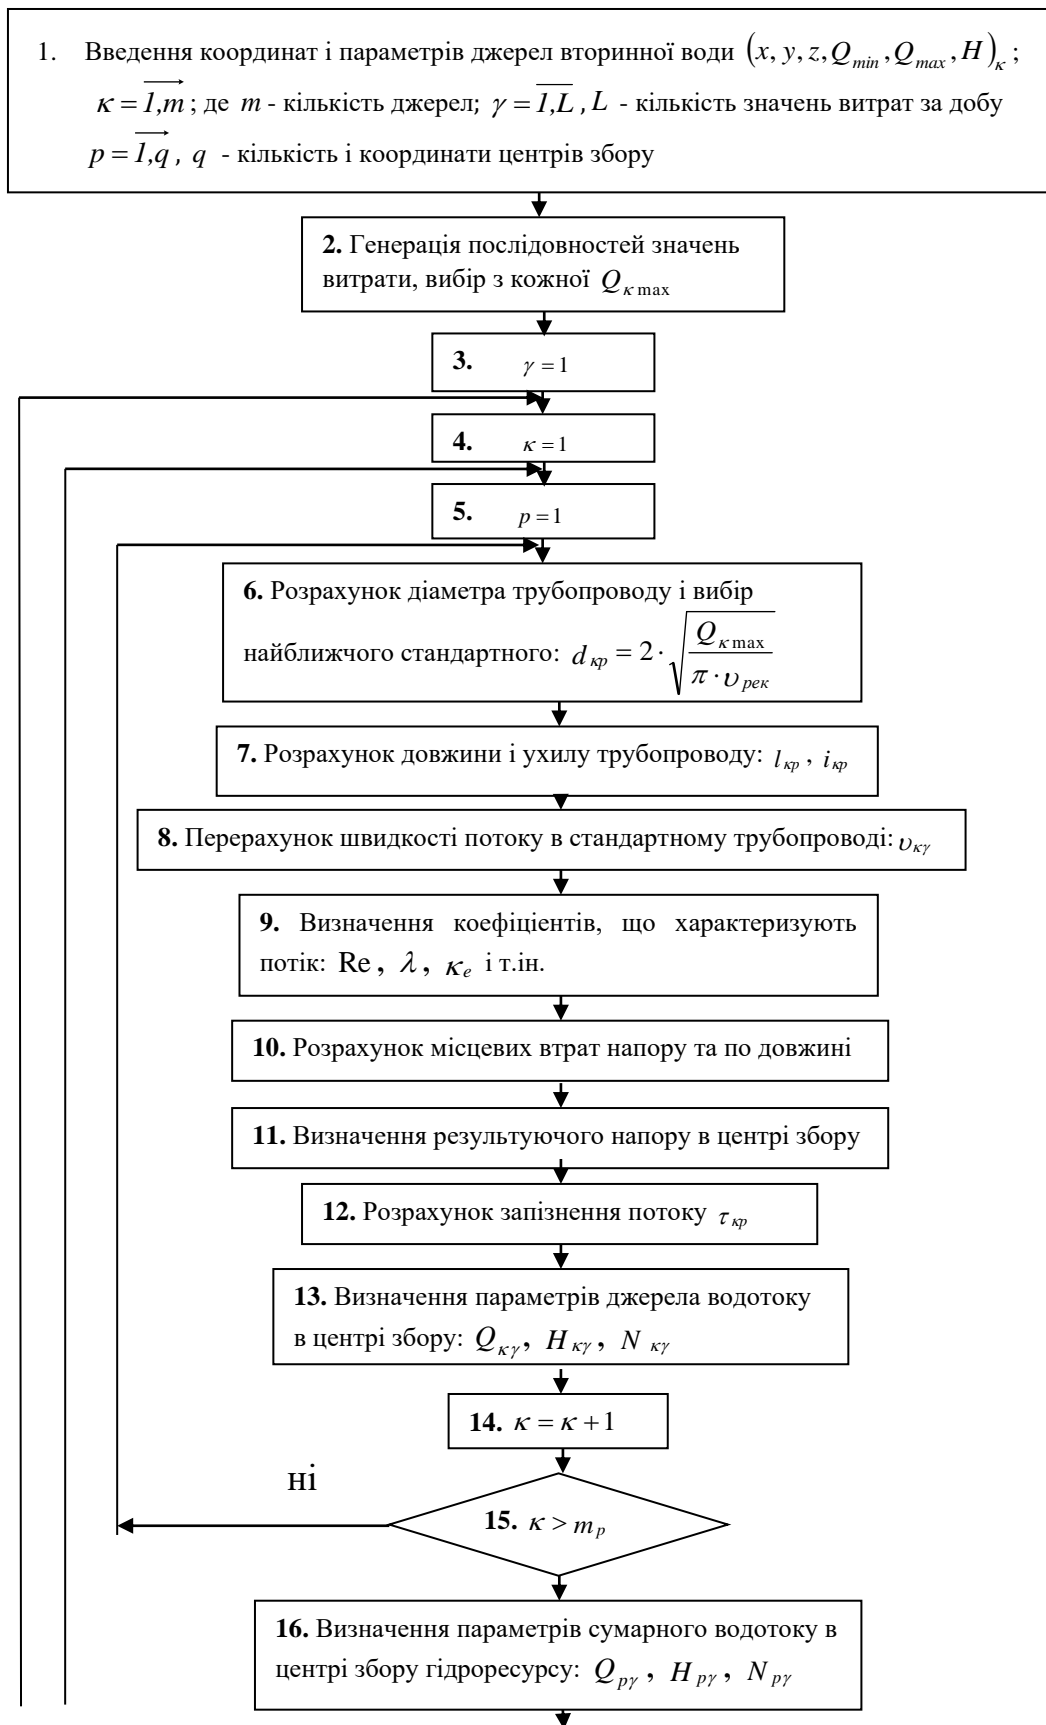 1. Введення координат і параметрів джерел вторинної води (x, y, z, Q_min, Q_max, H)_κ ;
κ = 1,m ; де m - кількість джерел; γ = 1,L , L - кількість значень витрат за добу
p = 1,q , q - кількість і координати центрів збору
2. Генерація послідовностей значень
витрати, вибір з кожної Q_κ max
3. γ = 1
4. κ = 1
5. p = 1
6. Розрахунок діаметра трубопроводу і вибір
найближчого стандартного: d_κp = 2 · √(Q_κ max / (π · υ_рек))
7. Розрахунок довжини і ухилу трубопроводу: l_κp , i_κp
8. Перерахунок швидкості потоку в стандартному трубопроводі: υ_κγ
9. Визначення коефіцієнтів, що характеризують
потік: Re , λ , κ_e і т.ін.
10. Розрахунок місцевих втрат напору та по довжині
11. Визначення результуючого напору в центрі збору
12. Розрахунок запізнення потоку τ_κp
13. Визначення параметрів джерела водотоку
в центрі збору: Q_κγ , H_κγ , N_κγ
14. κ = κ + 1
ні
15. κ > m_p
16. Визначення параметрів сумарного водотоку в
центрі збору гідроресурсу: Q_pγ , H_pγ , N_pγ